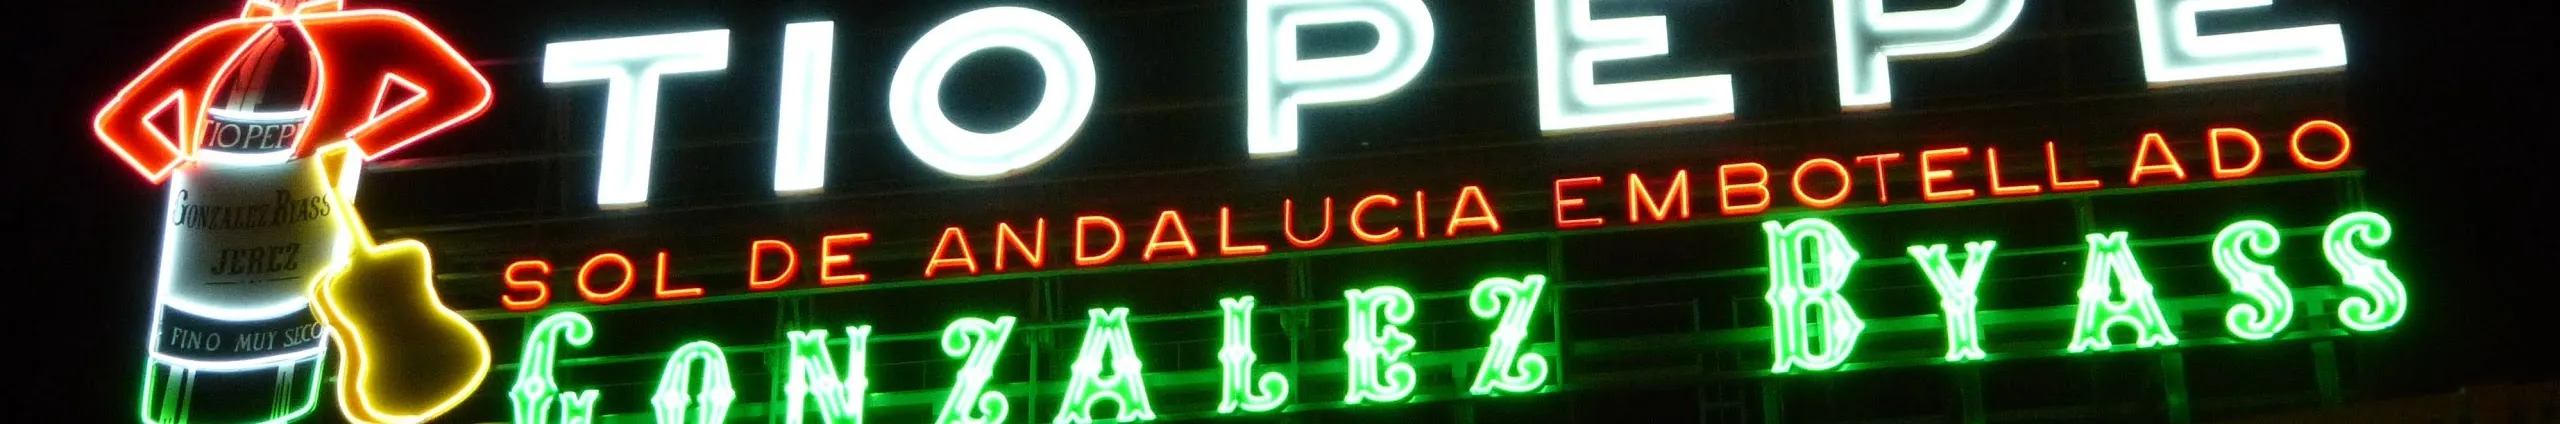 TIO PEPE
SOL DE ANDALUCIA EMBOTELLADO
GONZALEZ BYASS
TIO PEPE
GONZALEZ BYASS
JEREZ
FINO MUY SECO